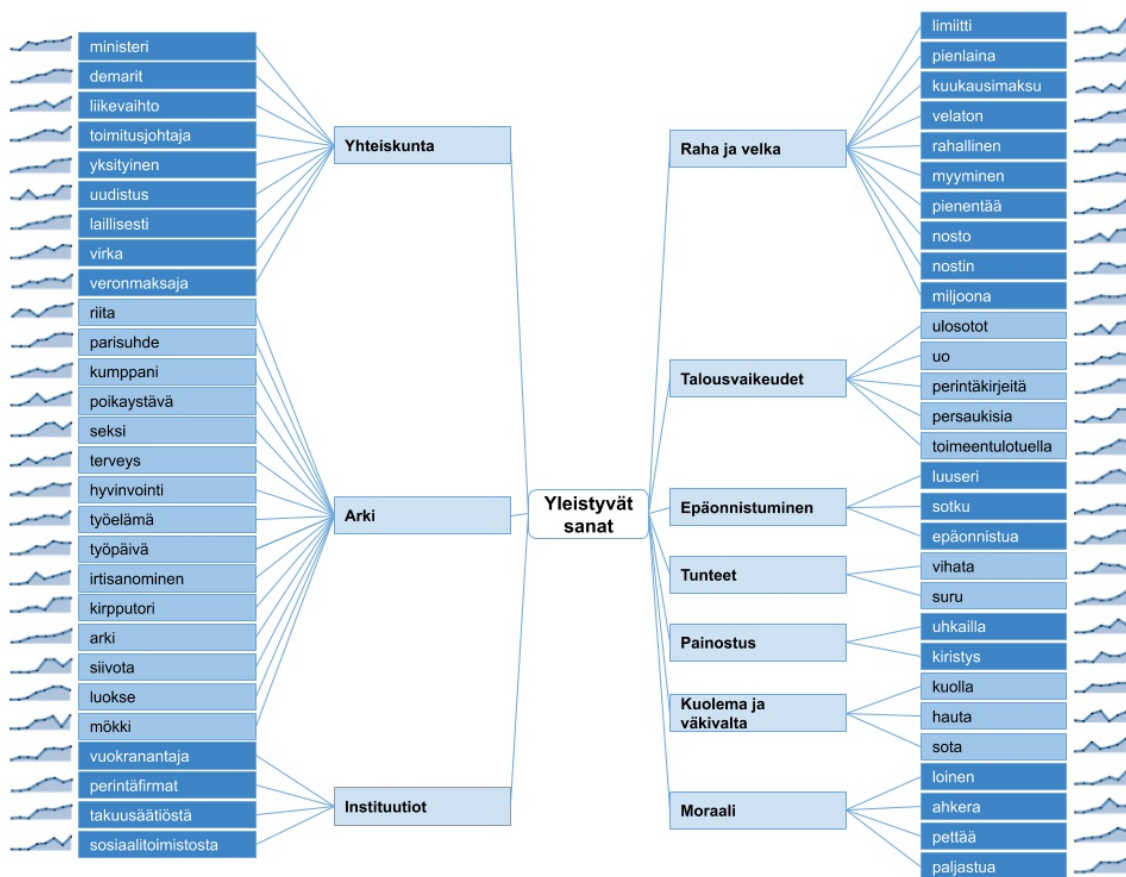 ministeri
demarit
liikevaihto
toimitusjohtaja
yksityinen
uudistus
laillisesti
virka
veronmaksaja
riita
parisuhde
kumppani
poikaystävä
seksi
terveys
hyvinvointi
työelämä
työpäivä
irtisanominen
kirpputori
arki
siivota
luokse
mökki
vuokranantaja
perintäfirmat
takuusäätiöstä
sosiaalitoimistosta
Yhteiskunta
Arki
Instituutiot
Yleistyvät
sanat
Raha ja velka
Talousvaikeudet
Epäonnistuminen
Tunteet
Painostus
Kuolema ja
väkivalta
Moraali
limiitti
pienlaina
kuukausimaksu
velaton
rahallinen
myyminen
pienentää
nosto
nostin
miljoona
ulosotot
uo
perintäkirjeitä
persaukisia
toimeentulotuella
luuseri
sotku
epäonnistua
vihata
suru
uhkailla
kiristys
kuolla
hauta
sota
loinen
ahkera
pettää
paljastua